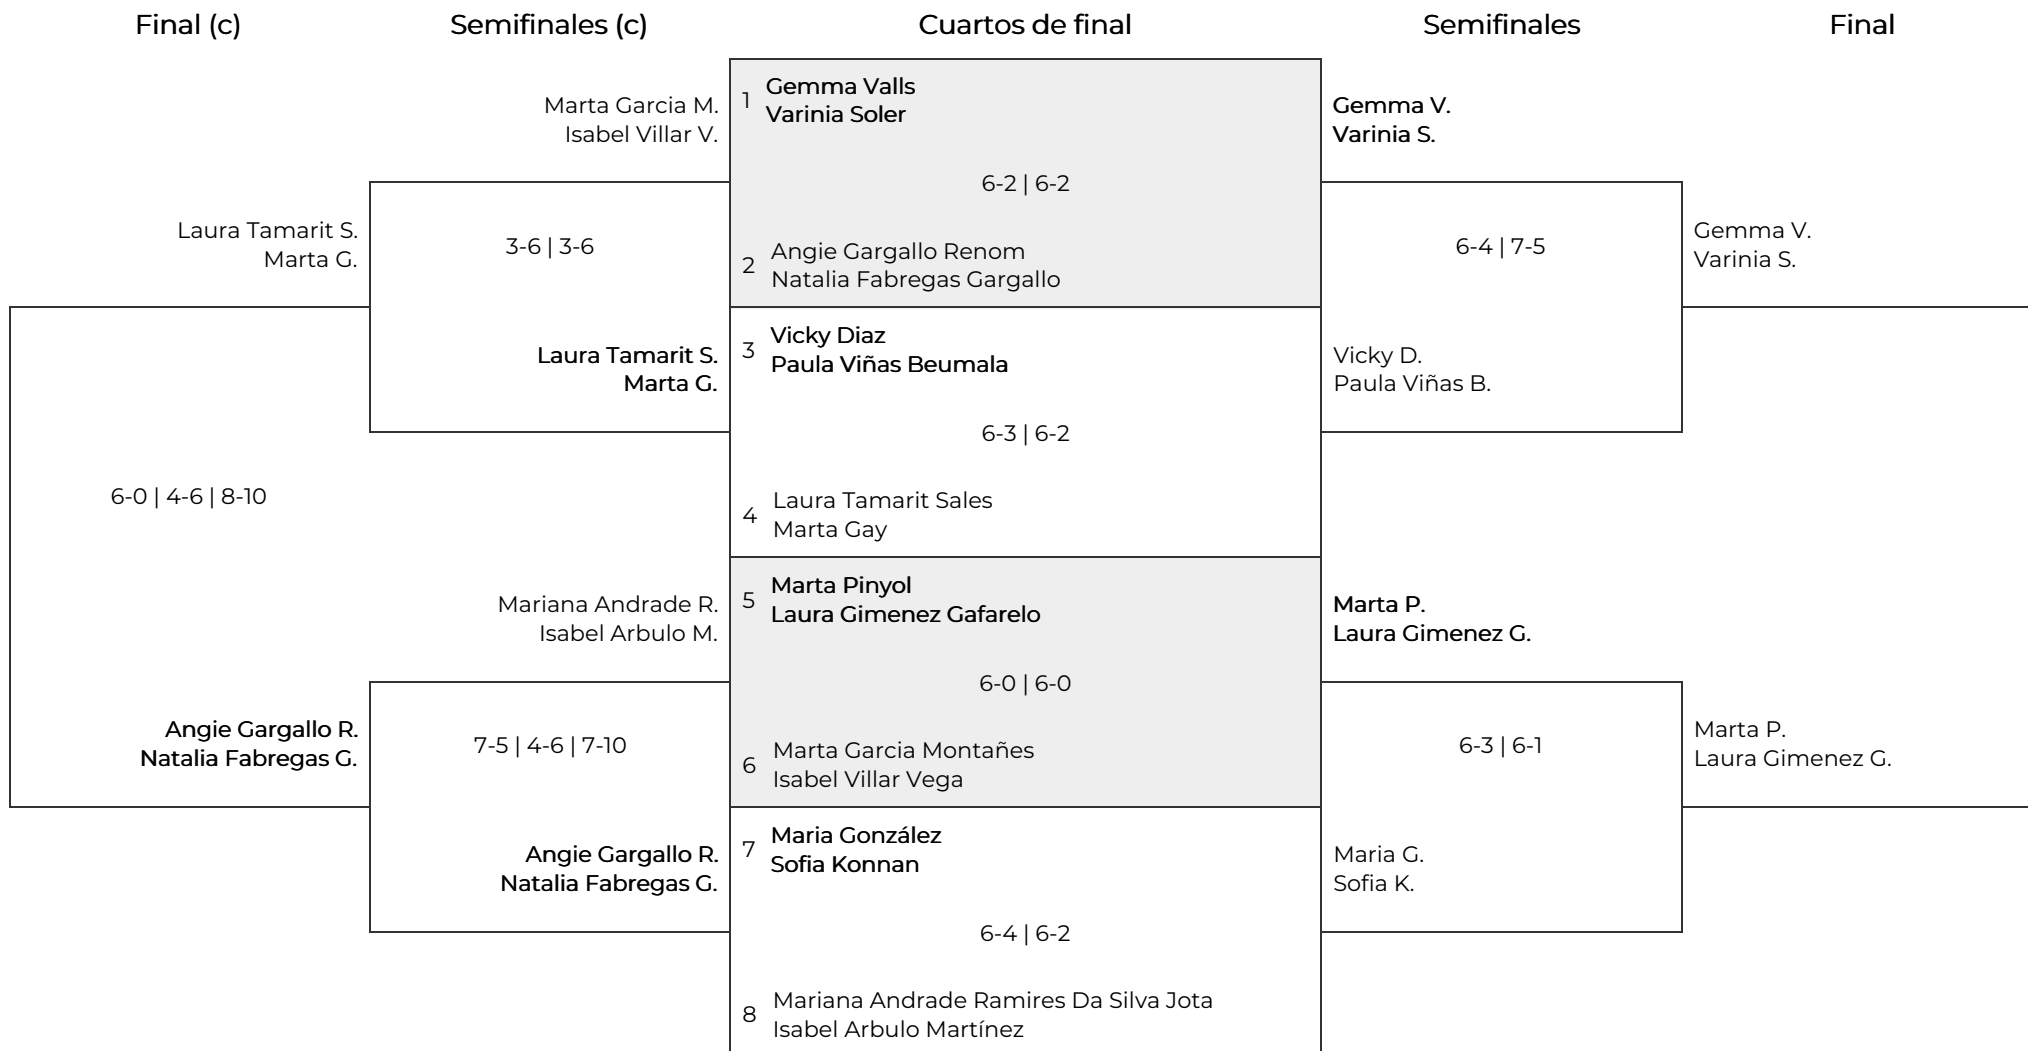 Final (c)
Semifinales (c)
Cuartos de final
Semifinales
Final
Laura Tamarit S.
Marta G.
6-0 | 4-6 | 8-10
Angie Gargallo R.
Natalia Fabregas G.
Marta Garcia M.
Isabel Villar V.
3-6 | 3-6
Laura Tamarit S.
Marta G.
Mariana Andrade R.
Isabel Arbulo M.
7-5 | 4-6 | 7-10
Angie Gargallo R.
Natalia Fabregas G.
1
Gemma Valls
Varinia Soler
6-2 | 6-2
2
Angie Gargallo Renom
Natalia Fabregas Gargallo
3
Vicky Diaz
Paula Viñas Beumala
6-3 | 6-2
4
Laura Tamarit Sales
Marta Gay
5
Marta Pinyol
Laura Gimenez Gafarelo
6-0 | 6-0
6
Marta Garcia Montañes
Isabel Villar Vega
7
Maria González
Sofia Konnan
6-4 | 6-2
8
Mariana Andrade Ramires Da Silva Jota
Isabel Arbulo Martínez
Gemma V.
Varinia S.
6-4 | 7-5
Vicky D.
Paula Viñas B.
Marta P.
Laura Gimenez G.
6-3 | 6-1
Maria G.
Sofia K.
Gemma V.
Varinia S.
Marta P.
Laura Gimenez G.